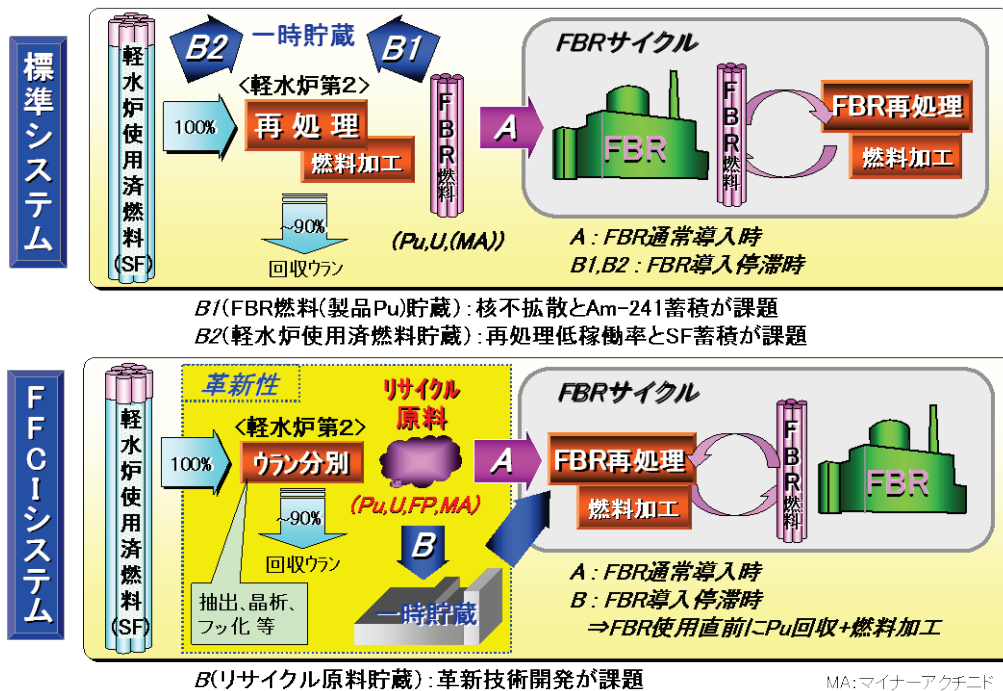 標準システム
軽水炉使用済燃料(SF)
B2
一時貯蔵
B1
100%
<軽水炉第2>
再処理
燃料加工
~90%
回収ウラン
FBR燃料
(Pu,U,(MA))
A
FBRサイクル
FBR
FBR燃料
FBR再処理
燃料加工
A : FBR通常導入時
B1,B2 : FBR導入停滞時
B1(FBR燃料(製品Pu)貯蔵) : 核不拡散とAm-241蓄積が課題
B2(軽水炉使用済燃料貯蔵) : 再処理低稼働率とSF蓄積が課題
FFCIシステム
軽水炉使用済燃料(SF)
100%
革新性
<軽水炉第2>
ウラン分別
~90%
回収ウラン
抽出、晶析、
フッ化 等
リサイクル
原料
(Pu,U,FP,MA)
A
B
一時貯蔵
FBRサイクル
FBR再処理
燃料加工
FBR燃料
FBR
A : FBR通常導入時
B : FBR導入停滞時
⇒FBR使用直前にPu回収+燃料加工
B(リサイクル原料貯蔵) : 革新技術開発が課題
MA:マイナーアクチニド